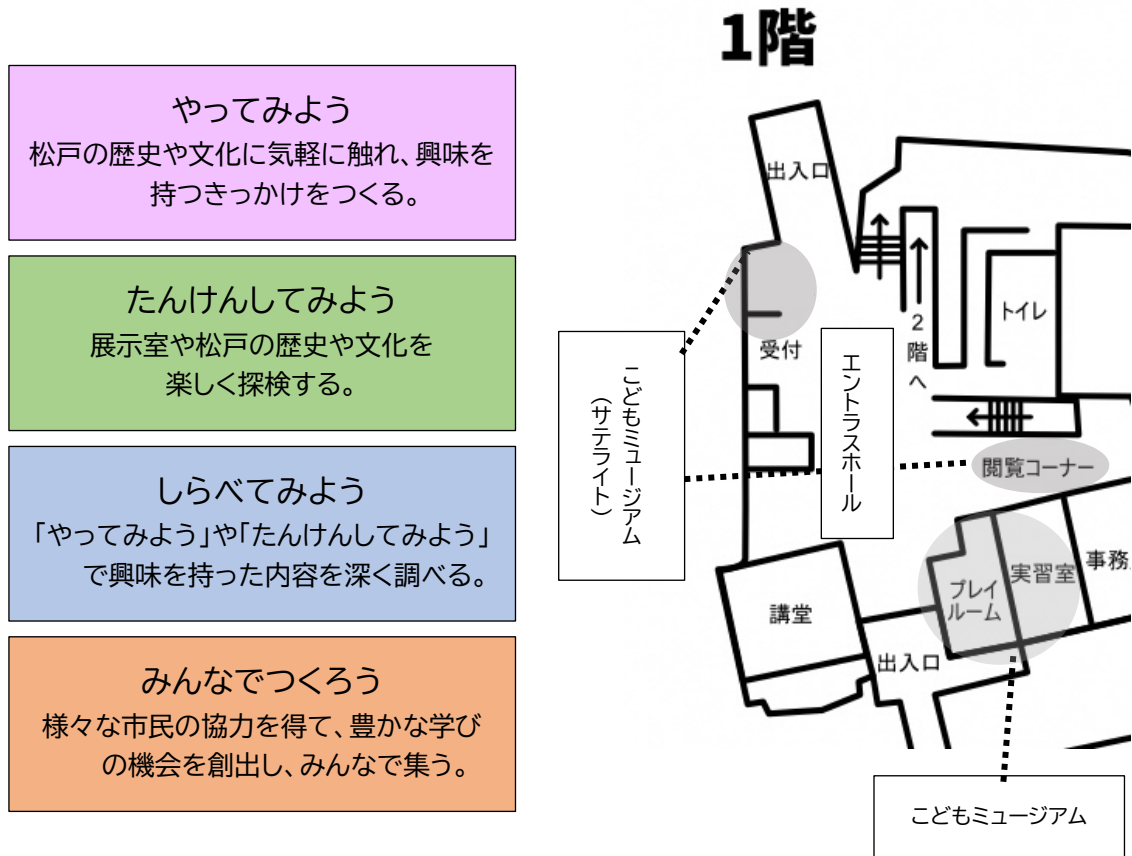 やってみよう
松戸の歴史や文化に気軽に触れ、興味を
持つきっかけをつくる。
たんけんしてみよう
展示室や松戸の歴史や文化を
楽しく探検する。
しらべてみよう
「やってみよう」や「たんけんしてみよう」
で興味を持った内容を深く調べる。
みんなでつくろう
様々な市民の協力を得て、豊かな学び
の機会を創出し、みんなで集う。
1階
出入口
受付
2階へ
トイレ
こどもミュージアム
(サテライト)
エントラスホール
閲覧コーナー
プレイ
ルーム
実習室
事務
講堂
出入口
こどもミュージアム